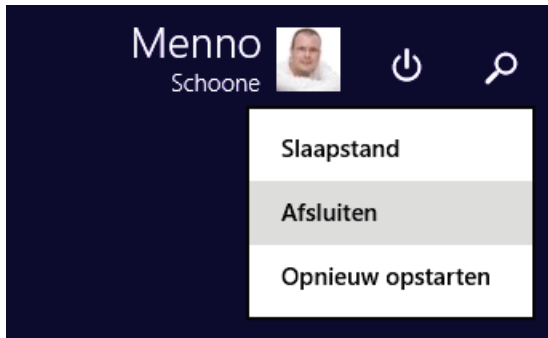 Menno
Schoone
Slaapstand
Afsluiten
Opnieuw opstarten